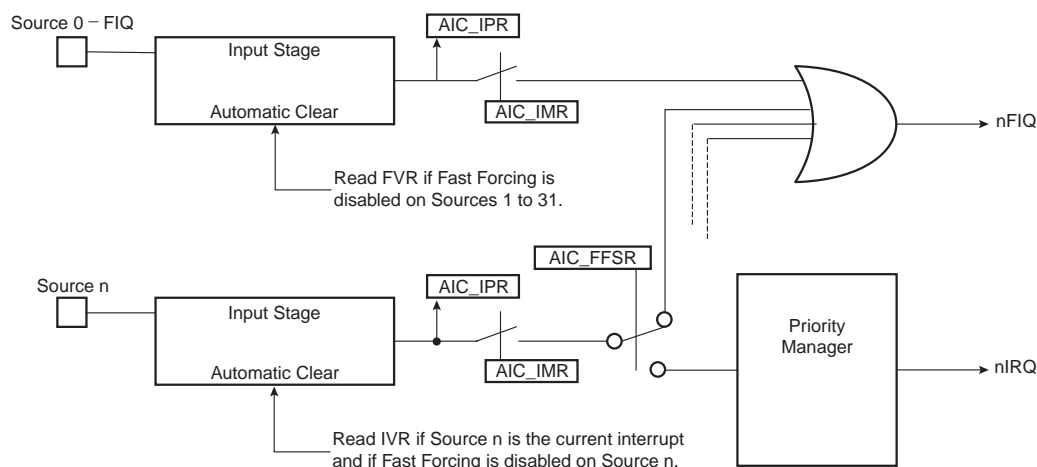 Source 0 – FIQ
AIC_IPR
Input Stage
Automatic Clear
AIC_IMR
nFIQ
Read FVR if Fast Forcing is
disabled on Sources 1 to 31.
AIC_FFSR
Source n
AIC_IPR
Input Stage
Priority
Manager
Automatic Clear
AIC_IMR
nIRQ
Read IVR if Source n is the current interrupt
and if Fast Forcing is disabled on Source n.